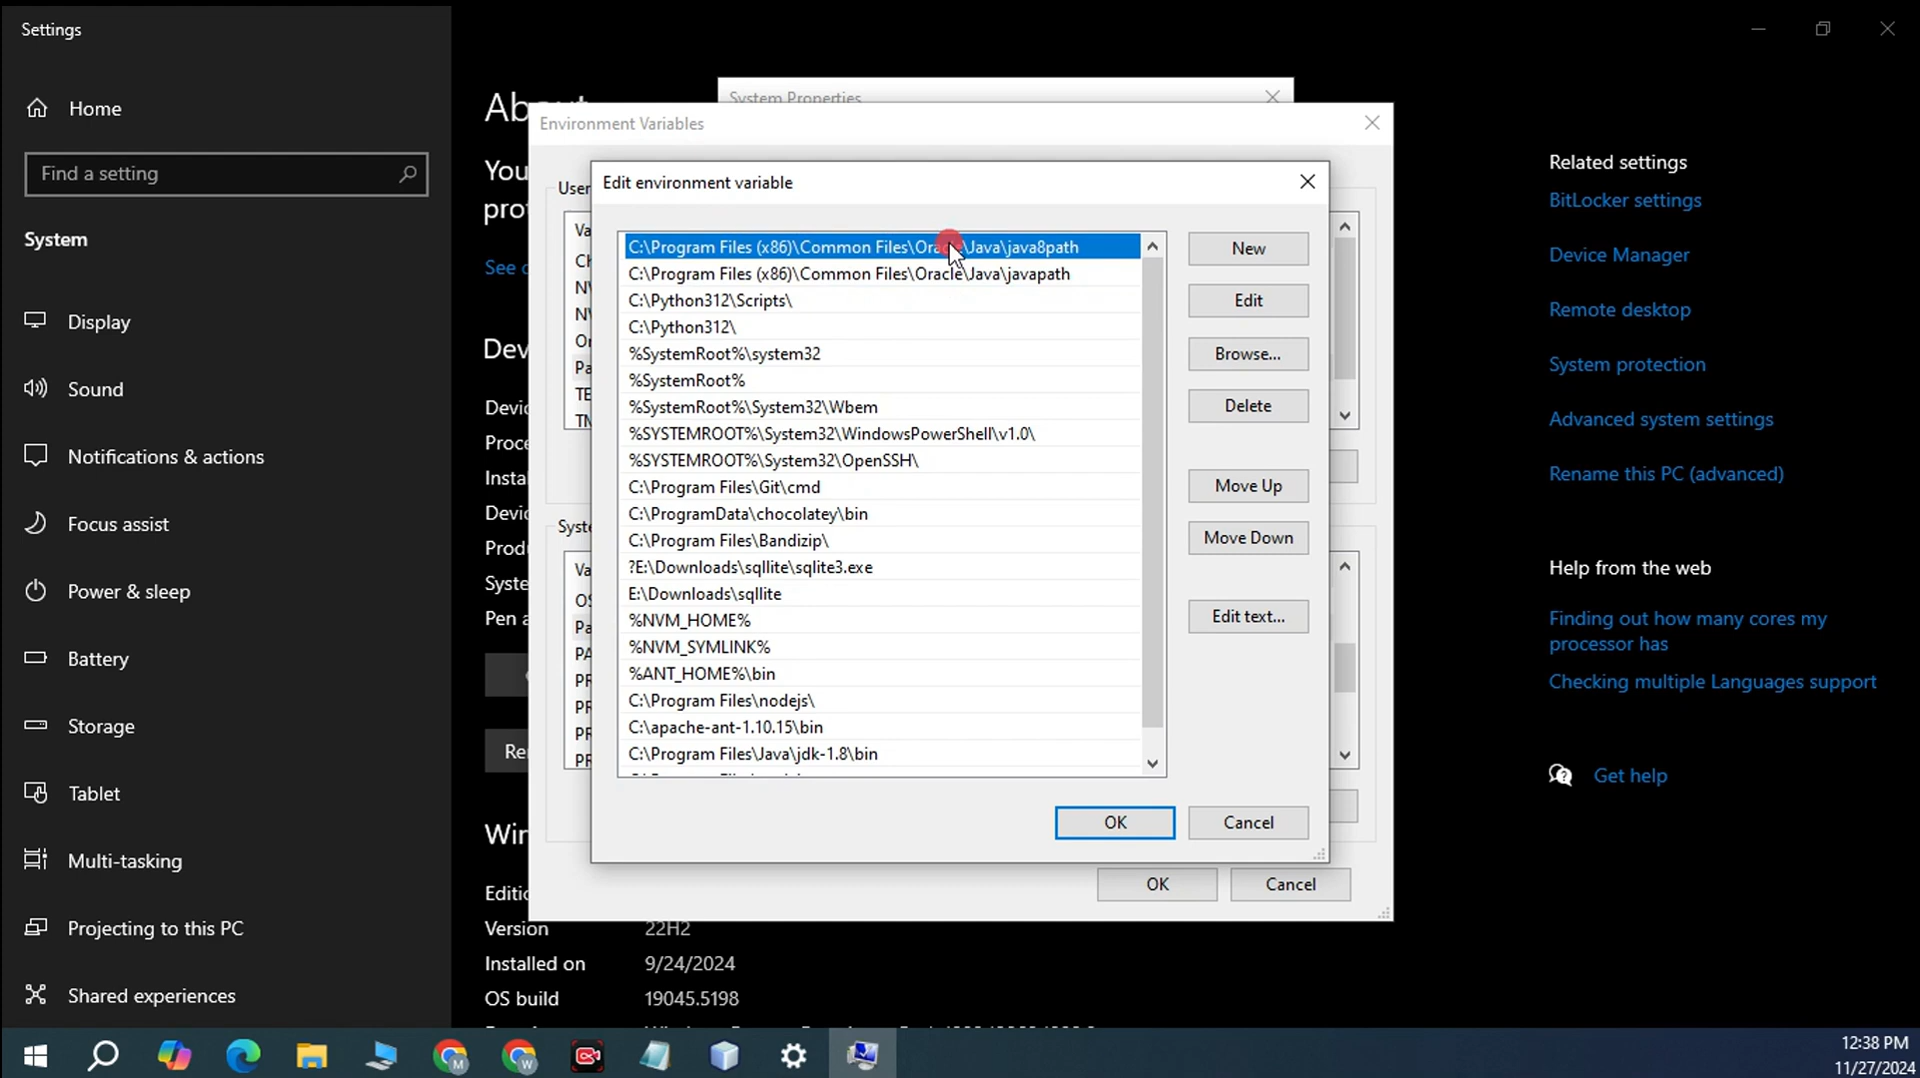 Settings
Home
Find a setting
System
Display
Sound
Notifications & actions
Focus assist
Power & sleep
Battery
Storage
Tablet
Multi-tasking
Projecting to this PC
Shared experiences
System Properties
Environment Variables
Edit environment variable
C:\Program Files (x86)\Common Files\Oracle\Java\java8path
C:\Program Files (x86)\Common Files\Oracle\Java\javapath
C:\Python312\Scripts\
C:\Python312\
%SystemRoot%\system32
%SystemRoot%
%SystemRoot%\System32\Wbem
%SYSTEMROOT%\System32\WindowsPowerShell\v1.0\
%SYSTEMROOT%\System32\OpenSSH\
C:\Program Files\Git\cmd
C:\ProgramData\chocolatey\bin
C:\Program Files\Bandizip\
?E:\Downloads\sqllite\sqlite3.exe
E:\Downloads\sqllite
%NVM_HOME%
%NVM_SYMLINK%
%ANT_HOME%\bin
C:\Program Files\nodejs\
C:\apache-ant-1.10.15\bin
C:\Program Files\Java\jdk-1.8\bin
New
Edit
Browse...
Delete
Move Up
Move Down
Edit text...
OK
Cancel
OK
Cancel
Version 22H2
Installed on 9/24/2024
OS build 19045.5198
Related settings
BitLocker settings
Device Manager
Remote desktop
System protection
Advanced system settings
Rename this PC (advanced)
Help from the web
Finding out how many cores my
processor has
Checking multiple Languages support
Get help
12:38 PM
11/27/2024